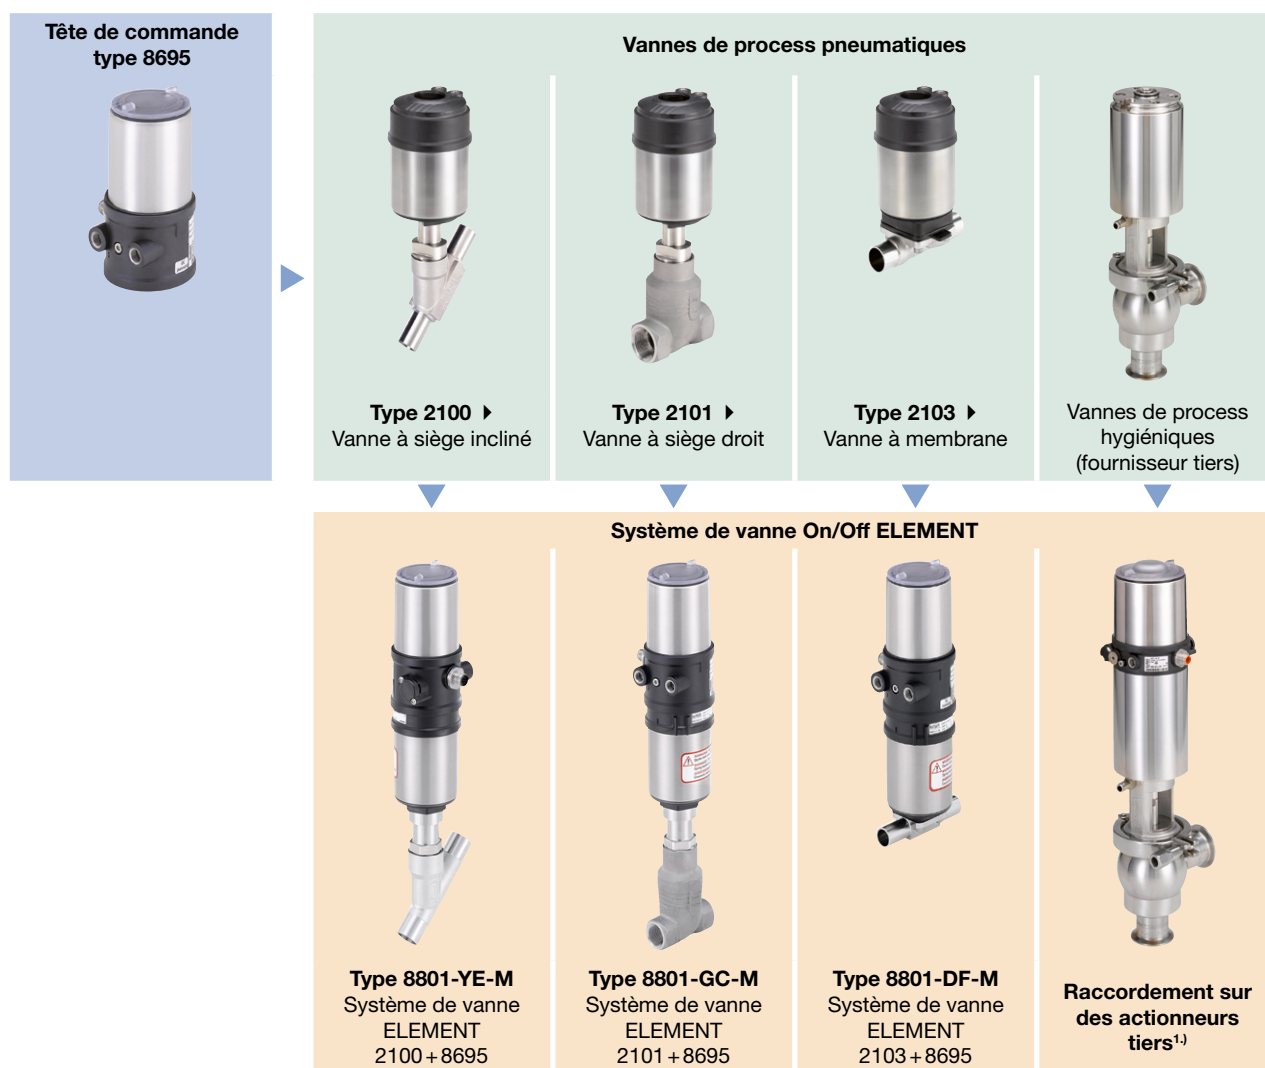 Tête de commande
type 8695
Vannes de process pneumatiques
Type 2100
Vanne à siège incliné
Type 2101
Vanne à siège droit
Type 2103
Vanne à membrane
Vannes de process
hygiéniques
(fournisseur tiers)
Système de vanne On/Off ELEMENT
Type 8801-YE-M
Système de vanne
ELEMENT
2100 + 8695
Type 8801-GC-M
Système de vanne
ELEMENT
2101 + 8695
Type 8801-DF-M
Système de vanne
ELEMENT
2103 + 8695
Raccordement sur
des actionneurs
tiers1.)